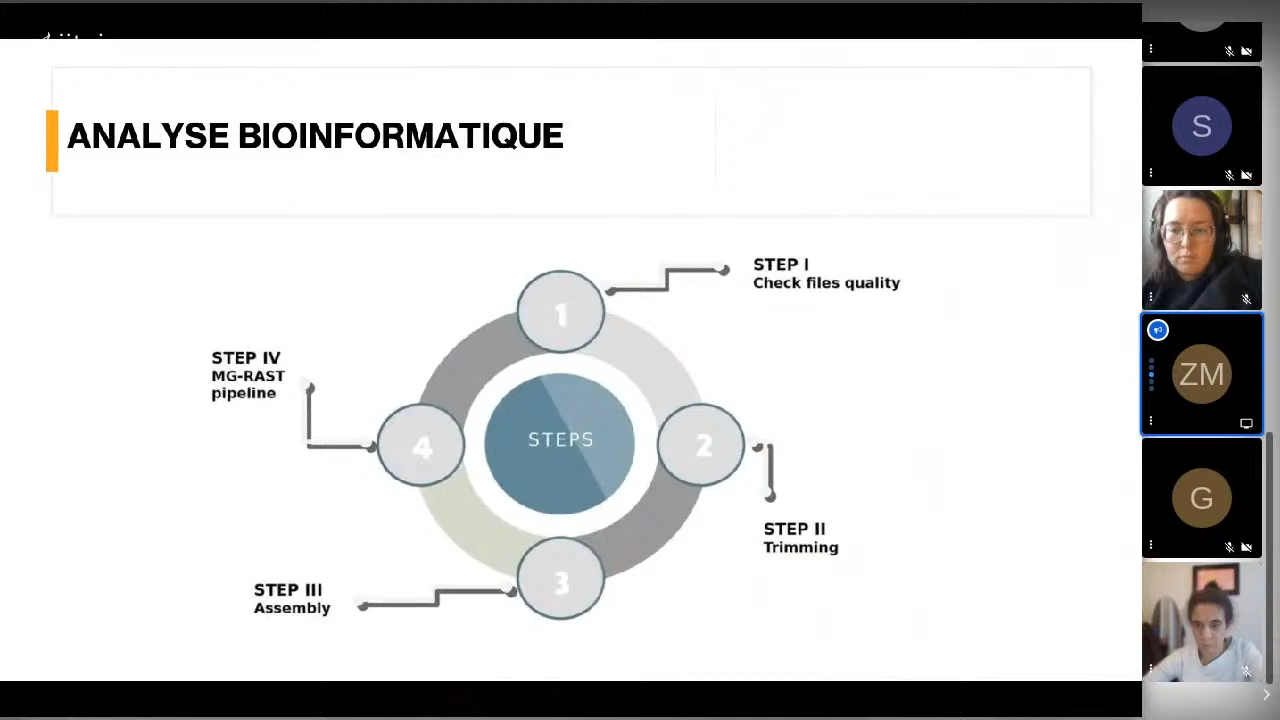 ANALYSE BIOINFORMATIQUE
STEP I
Check files quality
1
STEP IV
MG-RAST
pipeline
STEPS
4
2
STEP II
Trimming
STEP III
Assembly
3
S
ZM
G